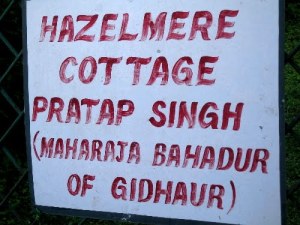 HAZELMERE
COTTAGE
PRATAP SINGH
(MAHARAJA BAHADUR
OF GIDHAUR)